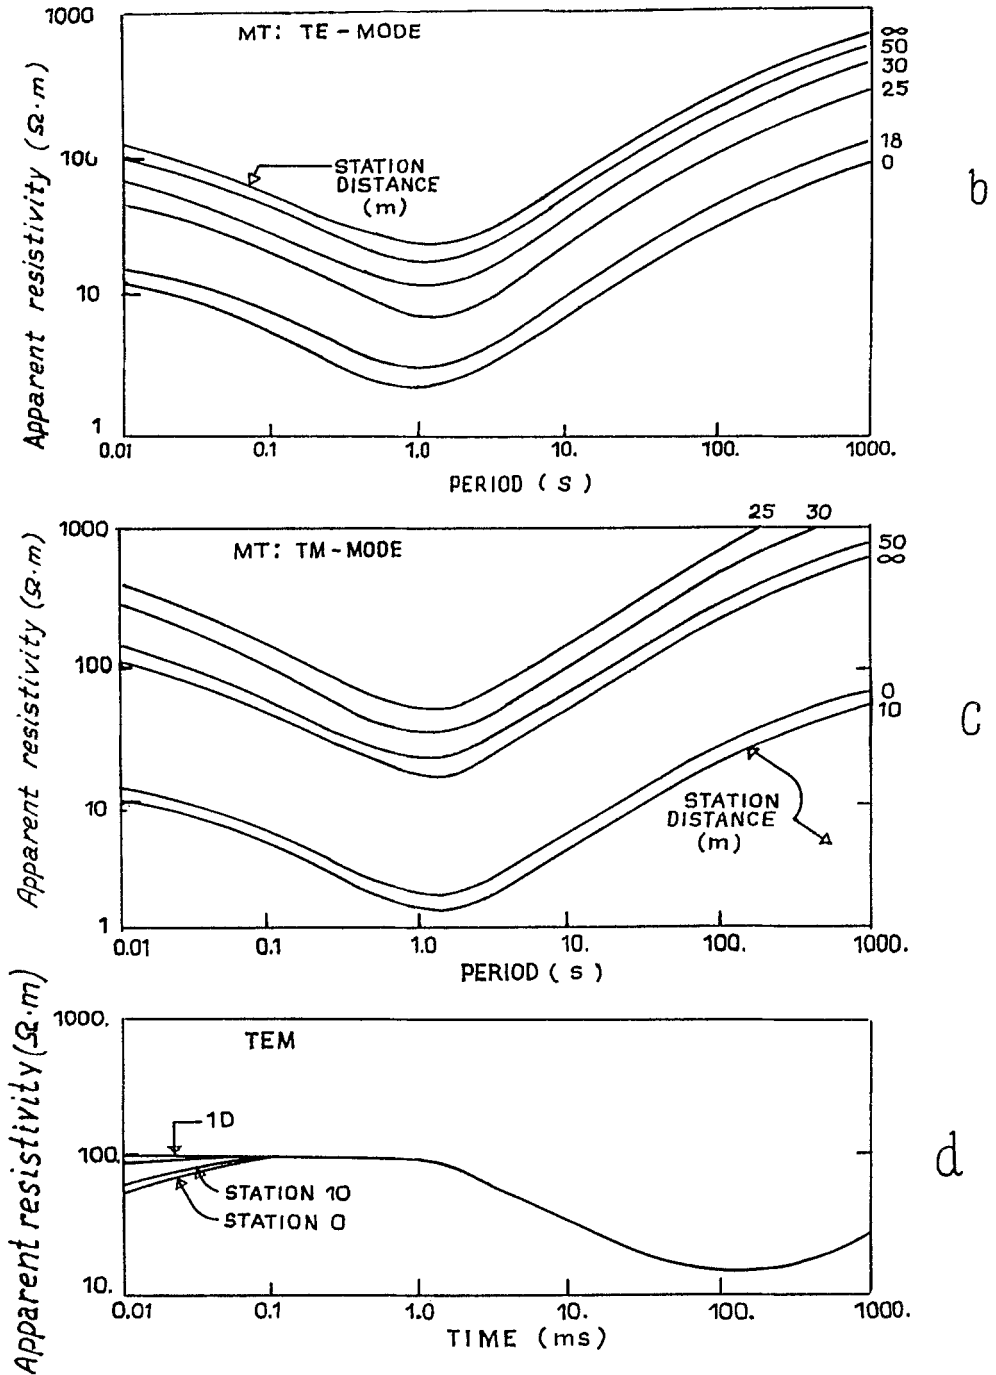 1000
MT: TE-MODE
∞
50
30
25
18
0
100
STATION
DISTANCE
(m)
10
1
0.01
0.1
1.0
10.
100.
1000.
PERIOD (S)
Apparent resistivity (Ω·m)
b
25
30
1000
MT: TM-MODE
50
∞
100
0
10
10
STATION
DISTANCE
(m)
1
0.01
0.1
1.0
10.
100.
1000.
PERIOD (S)
Apparent resistivity (Ω·m)
C
1000.
TEM
1D
100.
STATION 10
STATION 0
10.
0.01
0.1
1.0
10.
100.
1000.
TIME (ms)
Apparent resistivity (Ω·m)
d